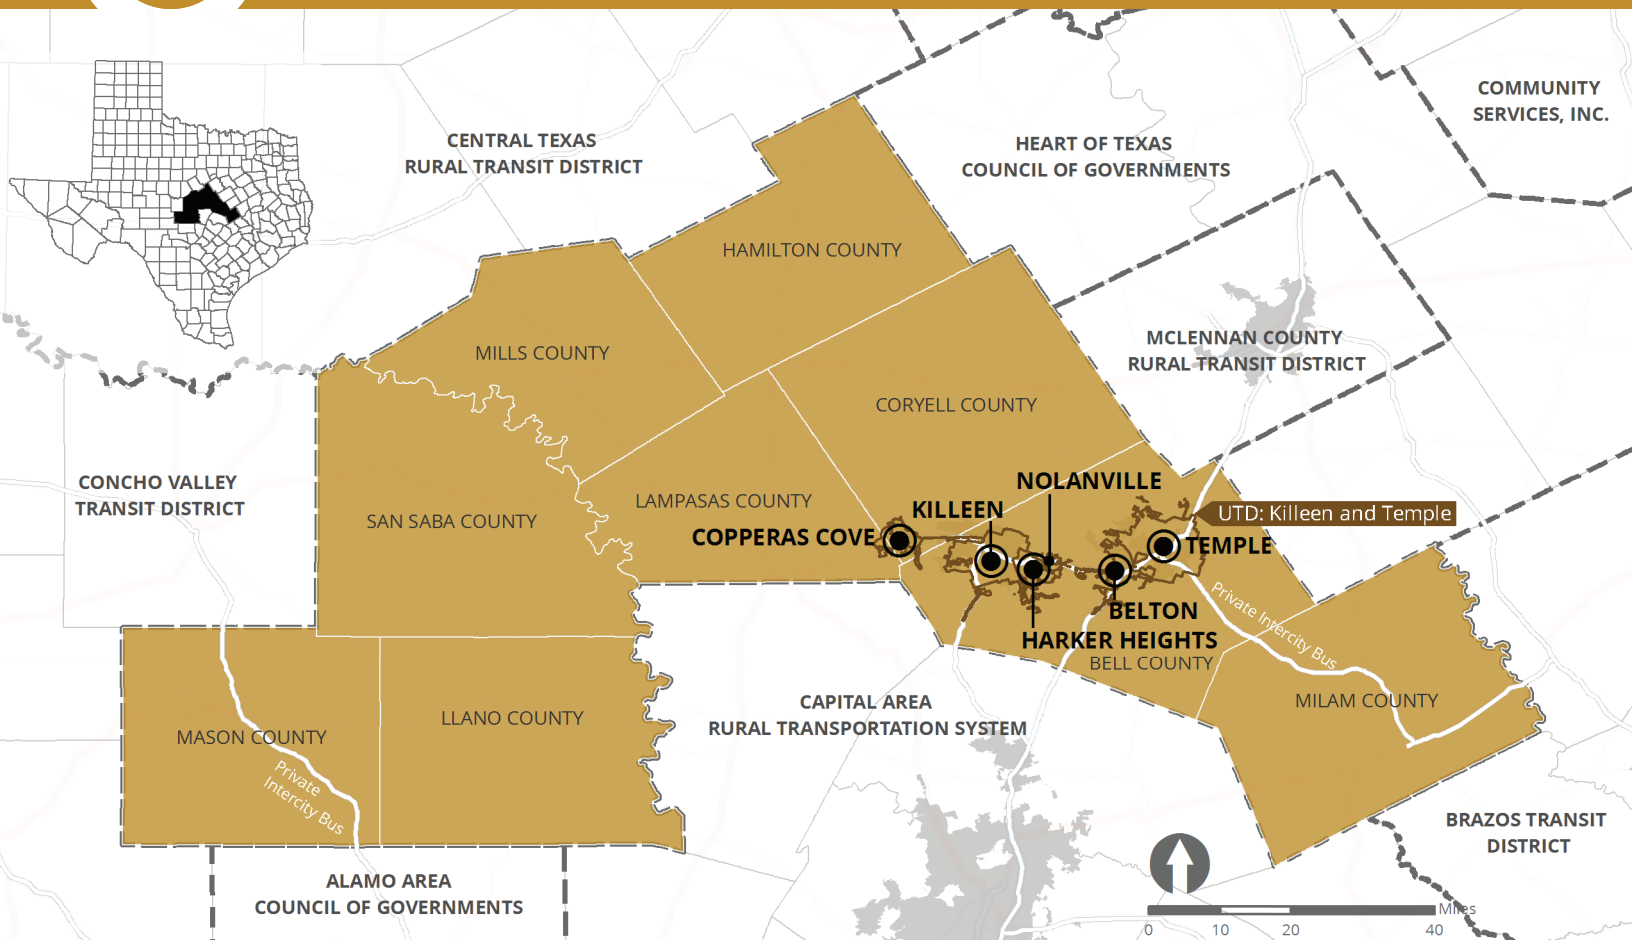 COMMUNITY
SERVICES, INC.
CENTRAL TEXAS
RURAL TRANSIT DISTRICT
HEART OF TEXAS
COUNCIL OF GOVERNMENTS
HAMILTON COUNTY
MILLS COUNTY
MCLENNAN COUNTY
RURAL TRANSIT DISTRICT
CORYELL COUNTY
CONCHO VALLEY
TRANSIT DISTRICT
SAN SABA COUNTY
LAMPASAS COUNTY
NOLANVILLE
KILLEEN
COPPERAS COVE
UTD: Killeen and Temple
TEMPLE
BELTON
HARKER HEIGHTS
BELL COUNTY
Private Intercity Bus
MILAM COUNTY
CAPITAL AREA
RURAL TRANSPORTATION SYSTEM
LLANO COUNTY
MASON COUNTY
Private
Intercity Bus
BRAZOS TRANSIT
DISTRICT
ALAMO AREA
COUNCIL OF GOVERNMENTS
Miles
0 10 20 40